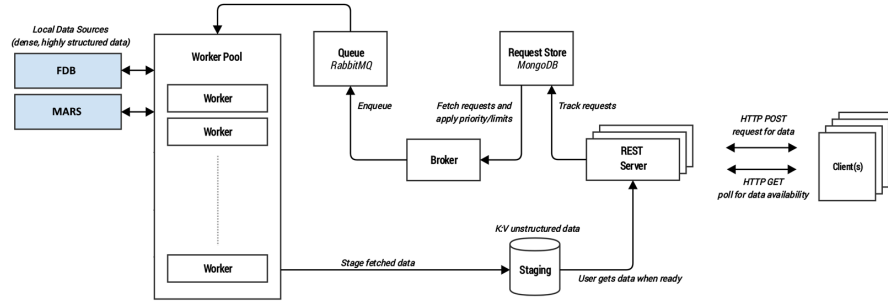 Local Data Sources
(dense, highly structured data)
FDB
MARS
Worker Pool
Worker
Worker
Worker
Queue
RabbitMQ
Enqueue
Request Store
MongoDB
Fetch requests and
apply priority/limits
Track requests
Broker
REST
Server
HTTP POST
request for data
HTTP GET
poll for data availability
Client(s)
K:V unstructured data
Staging
Stage fetched data
User gets data when ready